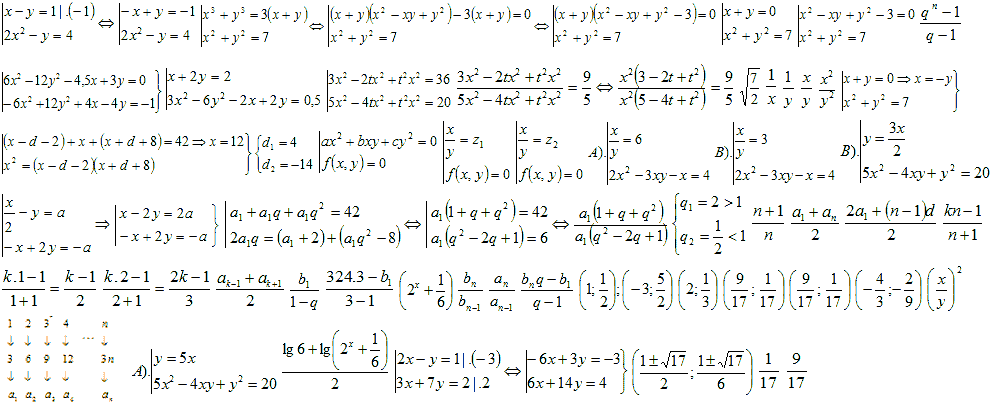 |x−y=1|.(−1) |2x²−y=4 ⇔ |−x+y=−1 |2x²−y=4 |x³+y³=3(x+y) |x²+y²=7 ⇔ |(x+y)(x²−xy+y²)−3(x+y)=0 |x²+y²=7 ⇔ |(x+y)(x²−xy+y²−3)=0 |x²+y²=7 |x+y=0 |x²+y²=7 |x²−xy+y²−3=0 |x²+y²=7 (qⁿ−1)/(q−1)
|6x²−12y²−4,5x+3y=0 |−6x²+12y²+4x−4y=−1} |x+2y=2 |3x²−6y²−2x+2y=0,5 |3x²−2tx²+t²x²=36 |5x²−4tx²+t²x²=20 (3x²−2tx²+t²x²)/(5x²−4tx²+t²x²)=9/5 ⇔ x²(3−2t+t²)/x²(5−4t+t²)=9/5 √(7/2) 1/x 1/y x/y x²/y² |x+y=0⇒x=−y |x²+y²=7}
|(x−d−2)+x+(x+d+8)=42⇒x=12 |x²=(x−d−2)(x+d+8)} {d₁=4 {d₂=−14 |ax²+bxy+cy²=0 |f(x,y)=0 |x/y=z₁ |f(x,y)=0 |x/y=z₂ |f(x,y)=0 A).|x/y=6 |2x²−3xy−x=4 Б).|x/y=3 |2x²−3xy−x=4 Б).|y=3x/2 |5x²−4xy+y²=20
|x/2−y=a |−x+2y=−a ⇒ |x−2y=2a |−x+2y=−a} |a₁+a₁q+a₁q²=42 |2a₁q=(a₁+2)+(a₁q²−8) ⇔ |a₁(1+q+q²)=42 |a₁(q²−2q+1)=6 ⇔ a₁(1+q+q²)/a₁(q²−2q+1) {q₁=2>1 {q₂=1/2<1 (n+1)/n (a₁+aₙ)/2 (2a₁+(n−1)d)/2 (kn−1)/(n+1)
(k.1−1)/(1+1)=(k−1)/2 (k.2−1)/(2+1)=(2k−1)/3 (aₖ₋₁+aₖ₊₁)/2 b₁/(1−q) (324.3−b₁)/(3−1) (2ˣ+1/6) bₙ/bₙ₋₁ aₙ/aₙ₋₁ (bₙq−b₁)/(q−1) (1;1/2);(−3;5/2) (2;1/3) (9/17;1/17) (9/17;1/17) (−4/3;−2/9) (x/y)²
1 2 3 4 ... n
↓ ↓ ↓ ↓ ↓
3 6 9 12 3n
↓ ↓ ↓ ↓ ↓
a₁ a₂ a₃ a₄ aₙ
A).|y=5x |5x²−4xy+y²=20 (lg6+lg(2ˣ+1/6))/2 |2x−y=1|.(−3) |3x+7y=2|.2 ⇔ |−6x+3y=−3 |6x+14y=4} ((1±√17)/2;(1±√17)/6) 1/17 9/17